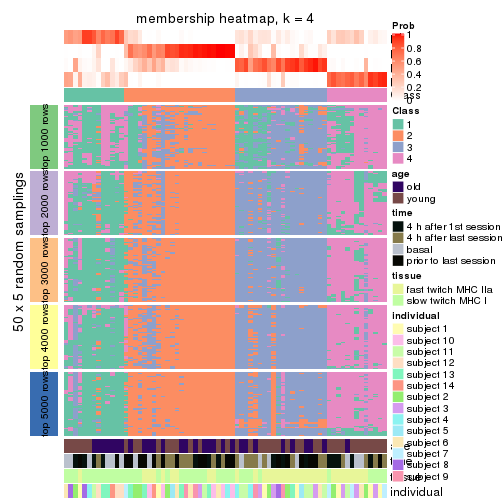 membership heatmap, k = 4
50 x 5 random samplings
top 1000 rows
top 2000 rows
top 3000 rows
top 4000 rows
top 5000 rows
Prob
1
0.8
0.6
0.4
0.2
0
Class
1
2
3
4
age
old
young
time
4 h after 1st session
4 h after last session
basal
prior to last session
tissue
fast twitch MHC IIa
slow twitch MHC I
individual
subject 1
subject 10
subject 11
subject 12
subject 13
subject 14
subject 2
subject 3
subject 4
subject 5
subject 6
subject 7
subject 8
subject 9
individual